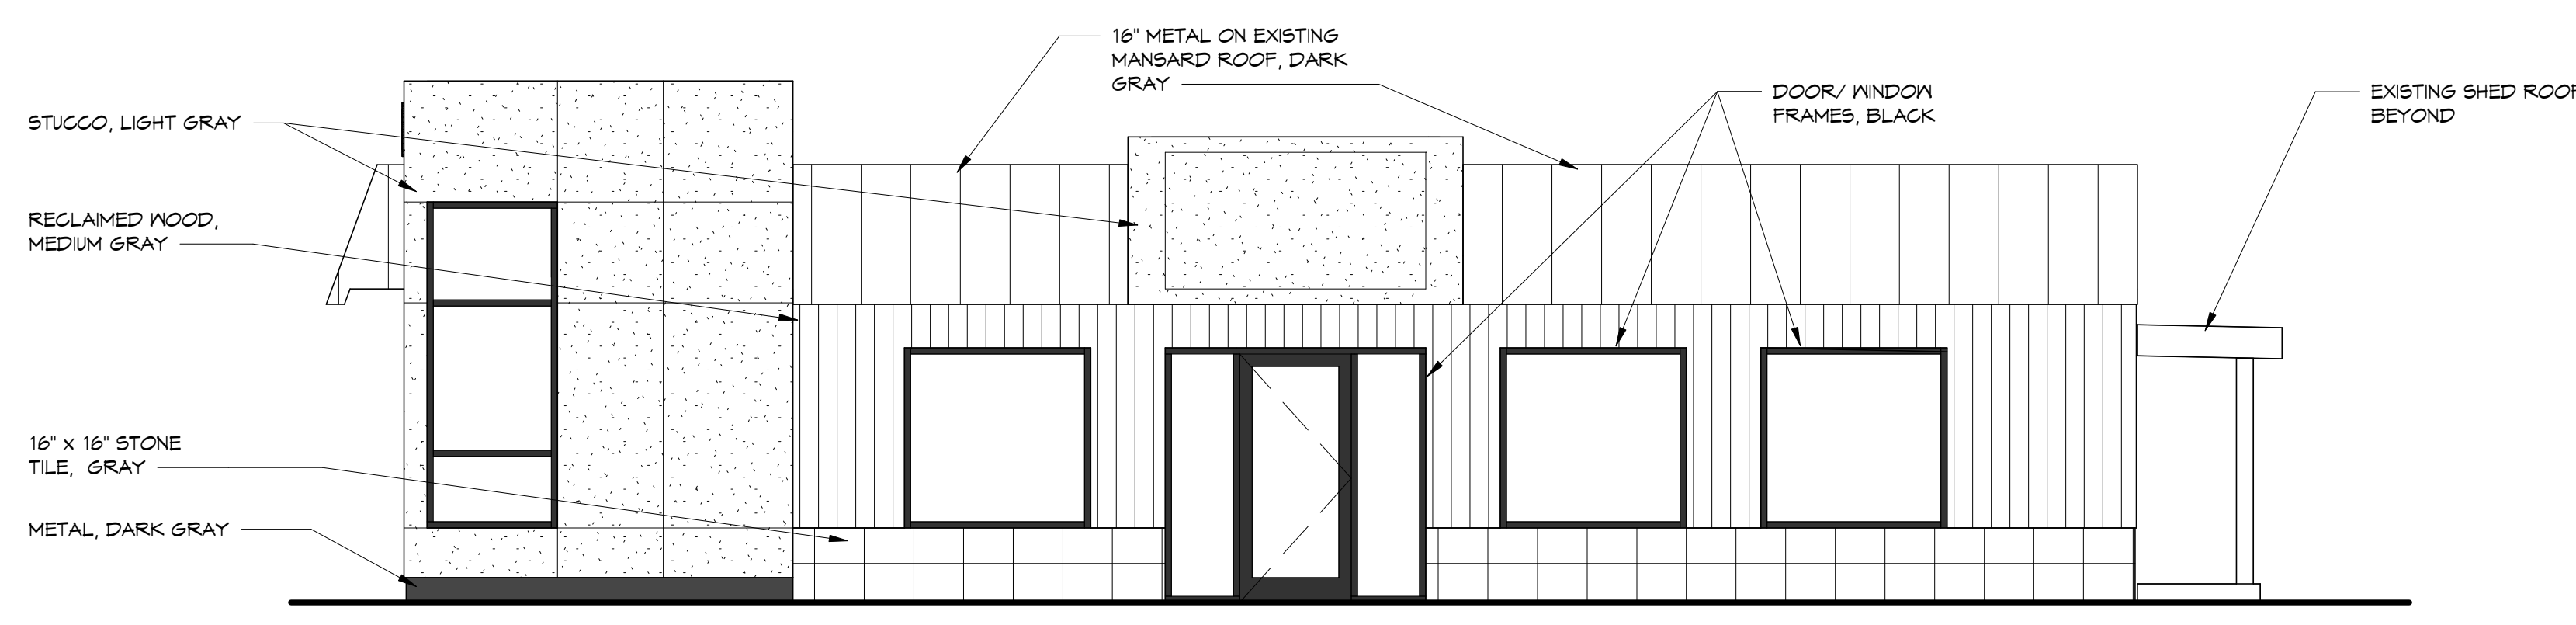 16" METAL ON EXISTING
MANSARD ROOF, DARK
GRAY
DOOR/ WINDOW
FRAMES, BLACK
EXISTING SHED ROOF
BEYOND
STUCCO, LIGHT GRAY
RECLAIMED WOOD,
MEDIUM GRAY
16" x 16" STONE
TILE, GRAY
METAL, DARK GRAY